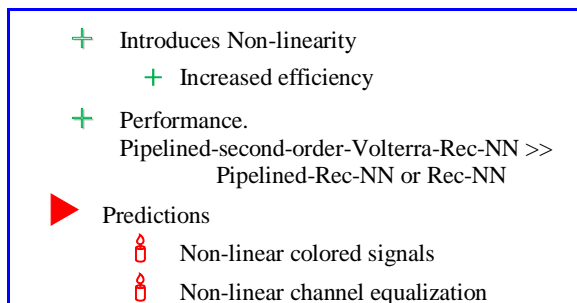 Introduces Non-linearity
+ Increased efficiency
Performance.
Pipelined-second-order-Volterra-Rec-NN >>
Pipelined-Rec-NN or Rec-NN
Predictions
Non-linear colored signals
Non-linear channel equalization